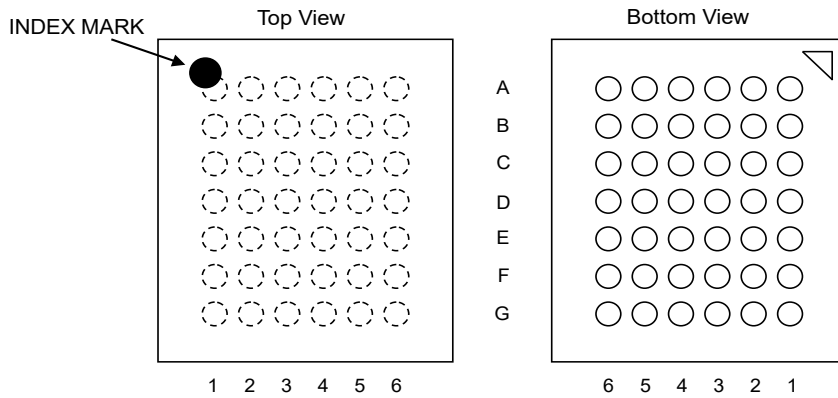 Top View
Bottom View
INDEX MARK
A
B
C
D
E
F
G
1 2 3 4 5 6
6 5 4 3 2 1